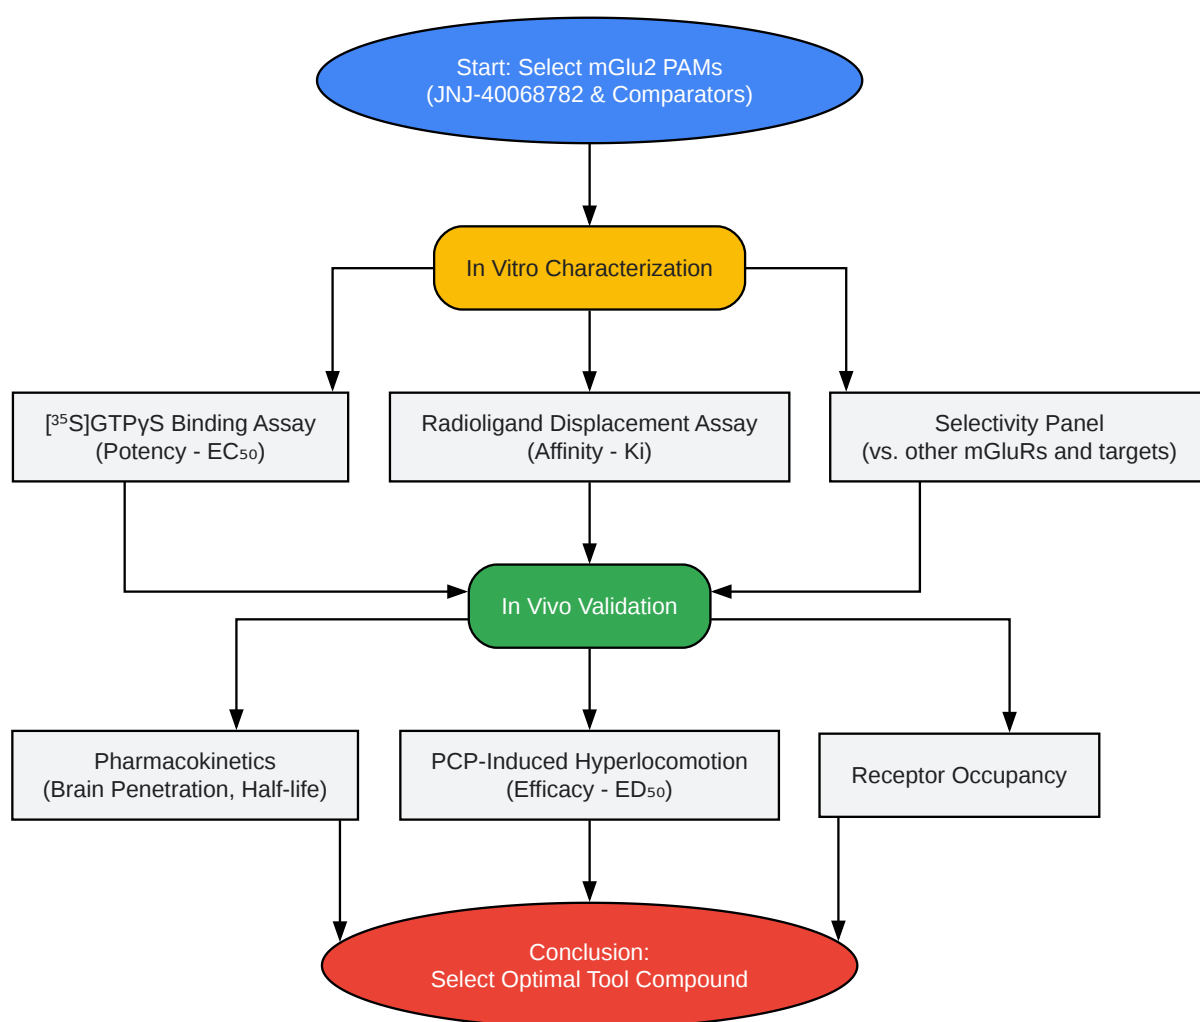 Start: Select mGlu2 PAMs
(JNJ-40068782 & Comparators)
In Vitro Characterization
[³⁵S]GTPγS Binding Assay
(Potency - EC₅₀)
Radioligand Displacement Assay
(Affinity - Ki)
Selectivity Panel
(vs. other mGluRs and targets)
In Vivo Validation
Pharmacokinetics
(Brain Penetration, Half-life)
PCP-Induced Hyperlocomotion
(Efficacy - ED₅₀)
Receptor Occupancy
Conclusion:
Select Optimal Tool Compound